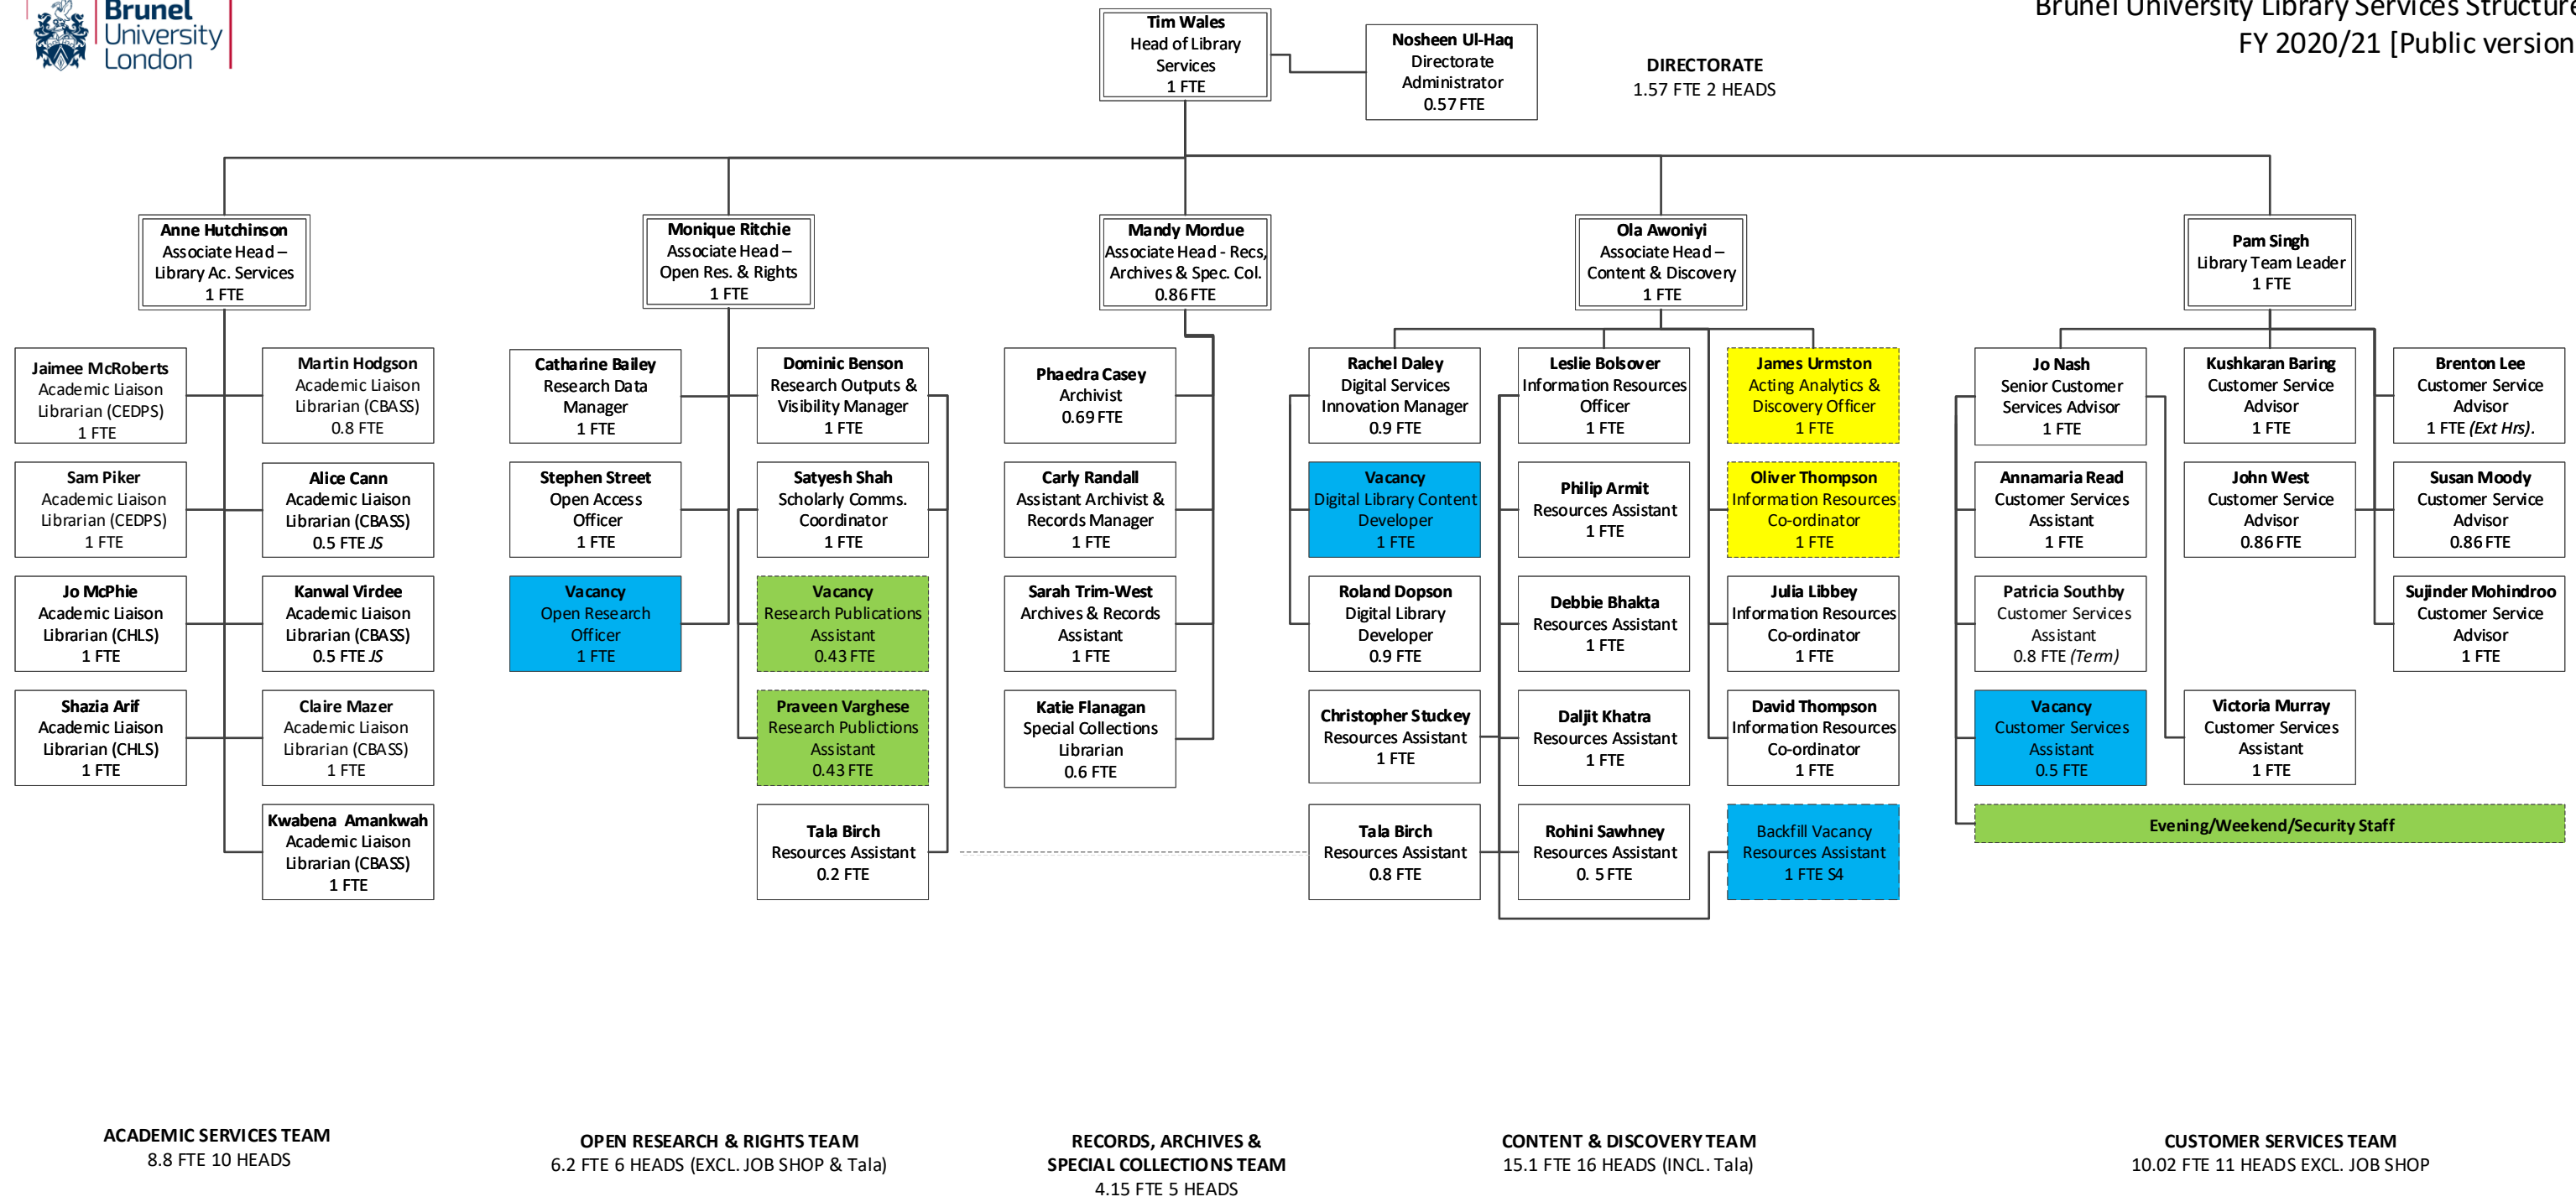 Brunel
University
London
Brunel University Library Services Structure
FY 2020/21 [Public version
Tim Wales
Head of Library
Services
1 FTE
Nosheen Ul-Haq
Directorate
Administrator
0.57 FTE
DIRECTORATE
1.57 FTE 2 HEADS
Anne Hutchinson
Associate Head –
Library Ac. Services
1 FTE
Monique Ritchie
Associate Head –
Open Res. & Rights
1 FTE
Mandy Mordue
Associate Head - Recs,
Archives & Spec. Col.
0.86 FTE
Ola Awoniyi
Associate Head –
Content & Discovery
1 FTE
Pam Singh
Library Team Leader
1 FTE
Jaimee McRoberts
Academic Liaison
Librarian (CEDPS)
1 FTE
Martin Hodgson
Academic Liaison
Librarian (CBASS)
0.8 FTE
Sam Piker
Academic Liaison
Librarian (CEDPS)
1 FTE
Alice Cann
Academic Liaison
Librarian (CBASS)
0.5 FTE JS
Jo McPhie
Academic Liaison
Librarian (CHLS)
1 FTE
Kanwal Virdee
Academic Liaison
Librarian (CBASS)
0.5 FTE JS
Shazia Arif
Academic Liaison
Librarian (CHLS)
1 FTE
Claire Mazer
Academic Liaison
Librarian (CBASS)
1 FTE
Kwabena Amankwah
Academic Liaison
Librarian (CBASS)
1 FTE
Catharine Bailey
Research Data
Manager
1 FTE
Dominic Benson
Research Outputs &
Visibility Manager
1 FTE
Stephen Street
Open Access
Officer
1 FTE
Satyesh Shah
Scholarly Comms.
Coordinator
1 FTE
Vacancy
Open Research
Officer
1 FTE
Vacancy
Research Publications
Assistant
0.43 FTE
Praveen Varghese
Research Publictions
Assistant
0.43 FTE
Tala Birch
Resources Assistant
0.2 FTE
Phaedra Casey
Archivist
0.69 FTE
Carly Randall
Assistant Archivist &
Records Manager
1 FTE
Sarah Trim-West
Archives & Records
Assistant
1 FTE
Katie Flanagan
Special Collections
Librarian
0.6 FTE
Rachel Daley
Digital Services
Innovation Manager
0.9 FTE
Leslie Bolsover
Information Resources
Officer
1 FTE
James Urmston
Acting Analytics &
Discovery Officer
1 FTE
Vacancy
Digital Library Content
Developer
1 FTE
Philip Armit
Resources Assistant
1 FTE
Oliver Thompson
Information Resources
Co-ordinator
1 FTE
Roland Dopson
Digital Library
Developer
0.9 FTE
Debbie Bhakta
Resources Assistant
1 FTE
Julia Libbey
Information Resources
Co-ordinator
1 FTE
Christopher Stuckey
Resources Assistant
1 FTE
Daljit Khatra
Resources Assistant
1 FTE
David Thompson
Information Resources
Co-ordinator
1 FTE
Tala Birch
Resources Assistant
0.8 FTE
Rohini Sawhney
Resources Assistant
0. 5 FTE
Backfill Vacancy
Resources Assistant
1 FTE S4
Jo Nash
Senior Customer
Services Advisor
1 FTE
Kushkaran Baring
Customer Service
Advisor
1 FTE
Brenton Lee
Customer Service
Advisor
1 FTE (Ext Hrs).
Annamaria Read
Customer Services
Assistant
1 FTE
John West
Customer Service
Advisor
0.86 FTE
Susan Moody
Customer Service
Advisor
0.86 FTE
Patricia Southby
Customer Services
Assistant
0.8 FTE (Term)
Sujinder Mohindroo
Customer Service
Advisor
1 FTE
Vacancy
Customer Services
Assistant
0.5 FTE
Victoria Murray
Customer Services
Assistant
1 FTE
Evening/Weekend/Security Staff
ACADEMIC SERVICES TEAM
8.8 FTE 10 HEADS
OPEN RESEARCH & RIGHTS TEAM
6.2 FTE 6 HEADS (EXCL. JOB SHOP & Tala)
RECORDS, ARCHIVES &
SPECIAL COLLECTIONS TEAM
4.15 FTE 5 HEADS
CONTENT & DISCOVERY TEAM
15.1 FTE 16 HEADS (INCL. Tala)
CUSTOMER SERVICES TEAM
10.02 FTE 11 HEADS EXCL. JOB SHOP